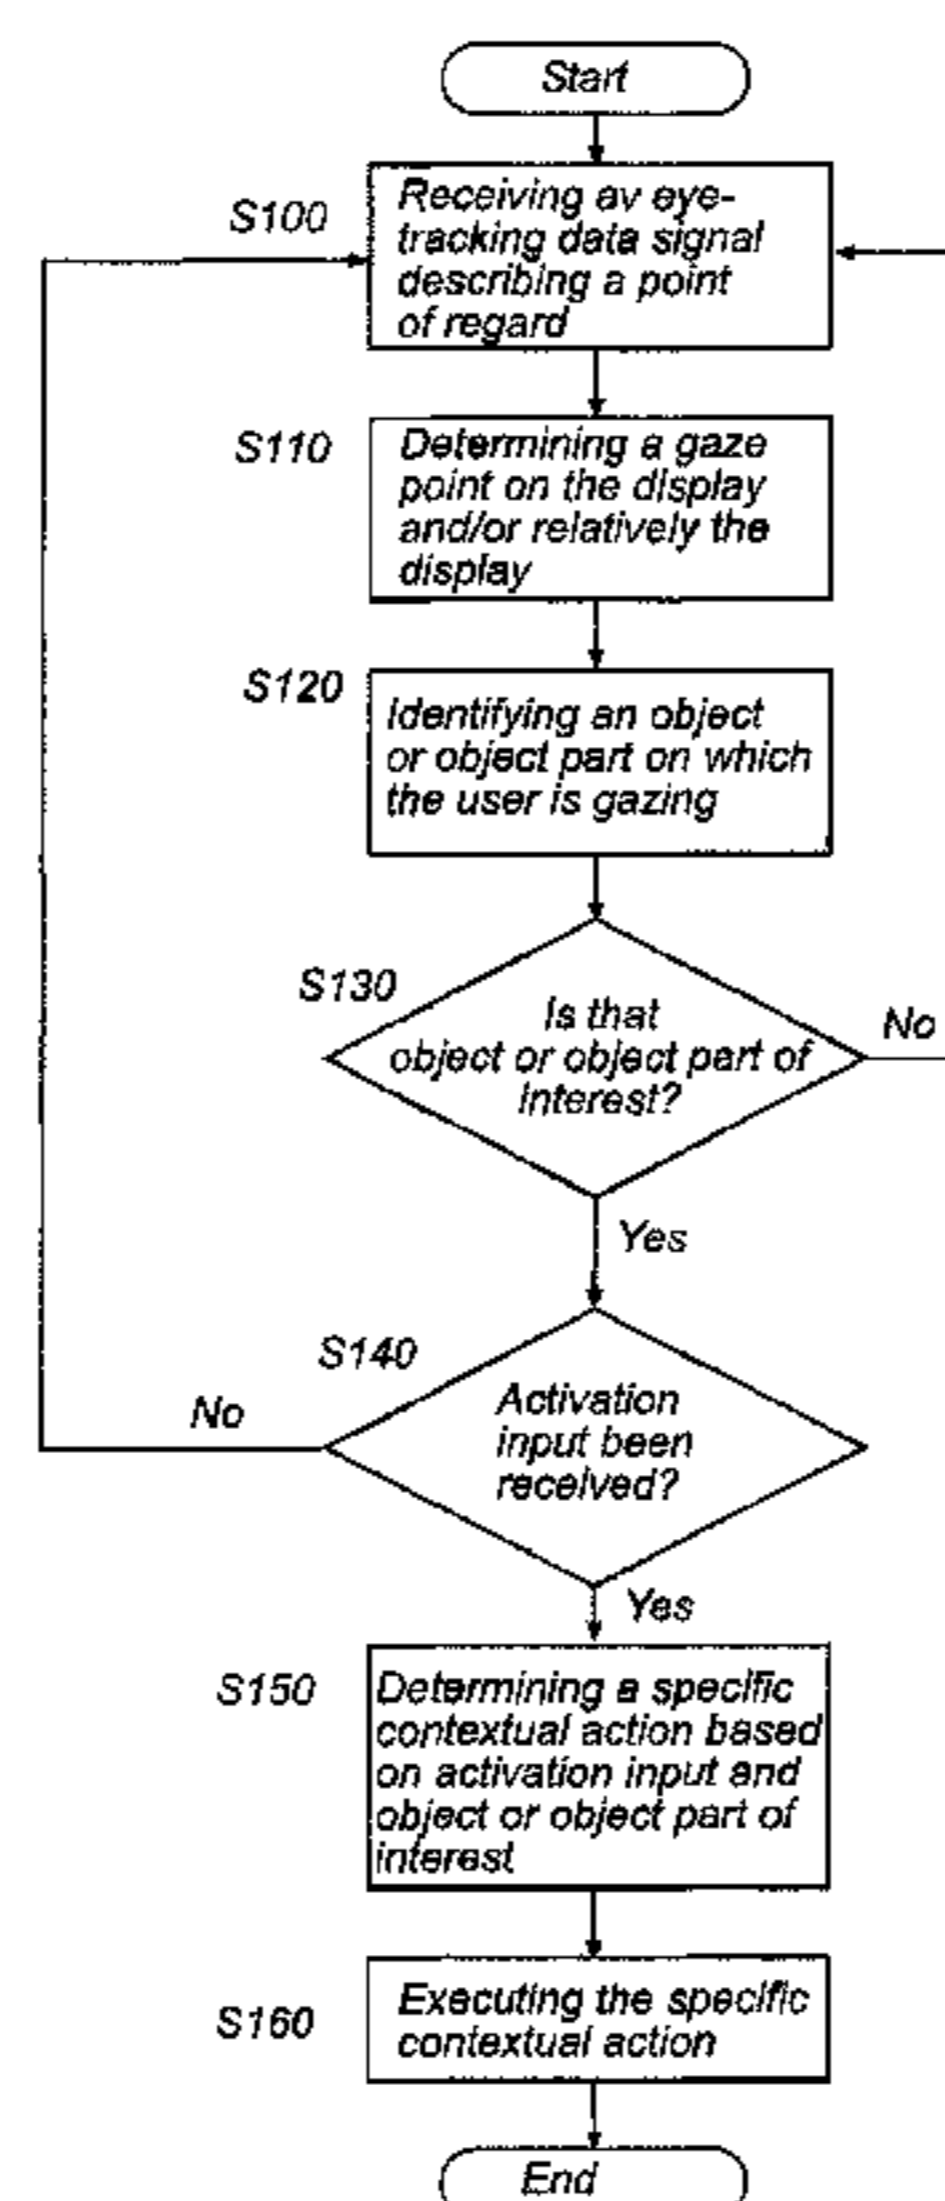 Start
S100
Receiving av eye-
tracking data signal
describing a point
of regard
S110
Determining a gaze
point on the display
and/or relatively the
display
S120
Identifying an object
or object part on which
the user is gazing
S130
Is that
object or object part of
interest?
No
Yes
S140
Activation
input been
received?
No
Yes
S150
Determining a specific
contextual action based
on activation input and
object or object part of
interest
S160
Executing the specific
contextual action
End